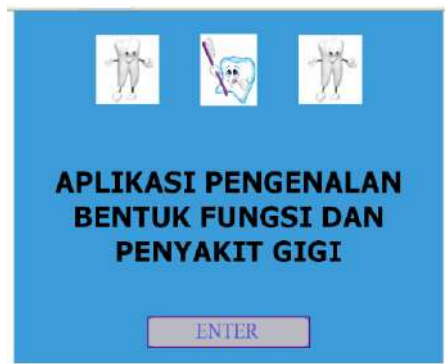 APLIKASI PENGENALAN
BENTUK FUNGSI DAN
PENYAKIT GIGI
ENTER